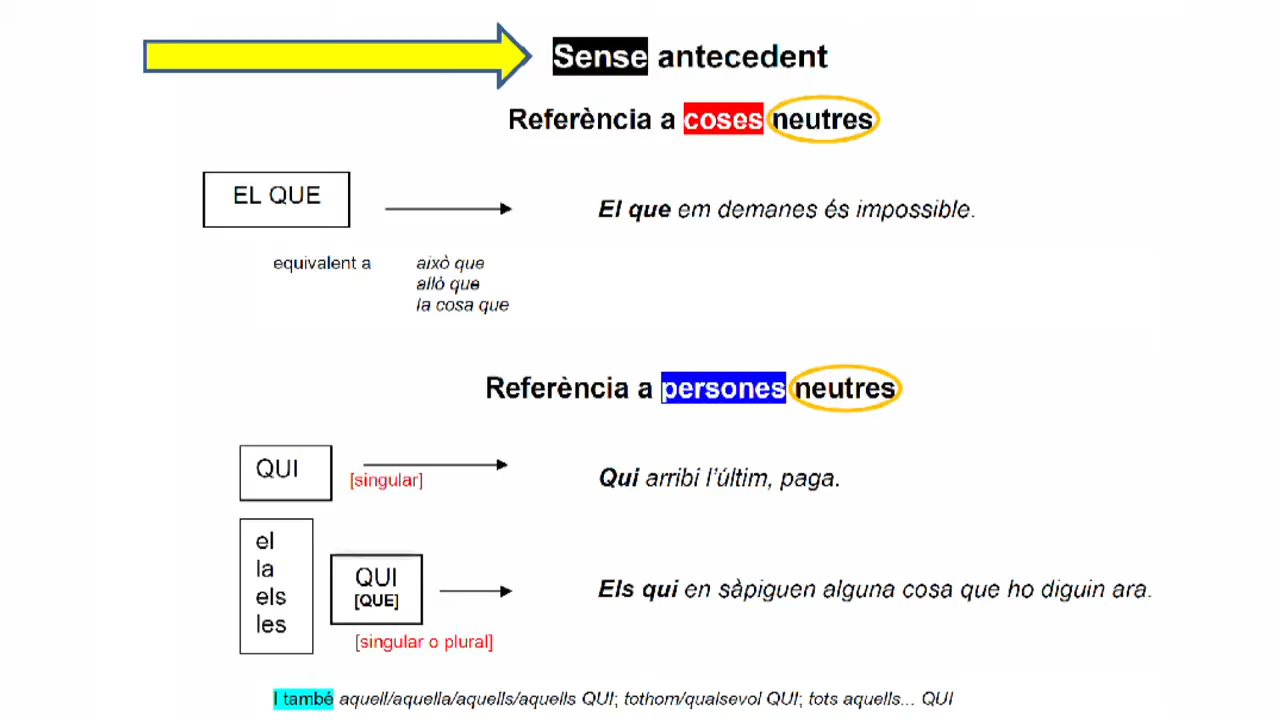 Sense antecedent
Referència a coses neutres
EL QUE
El que em demanes és impossible.
equivalent a
això que
allò que
la cosa que
Referència a persones neutres
QUI
[singular]
Qui arribi l'últim, paga.
el
la
els
les
QUI
[QUE]
[singular o plural]
Els qui en sàpiguen alguna cosa que ho diguin ara.
I també aquell/aquella/aquells/aquells QUI; tothom/qualsevol QUI; tots aquells... QUI